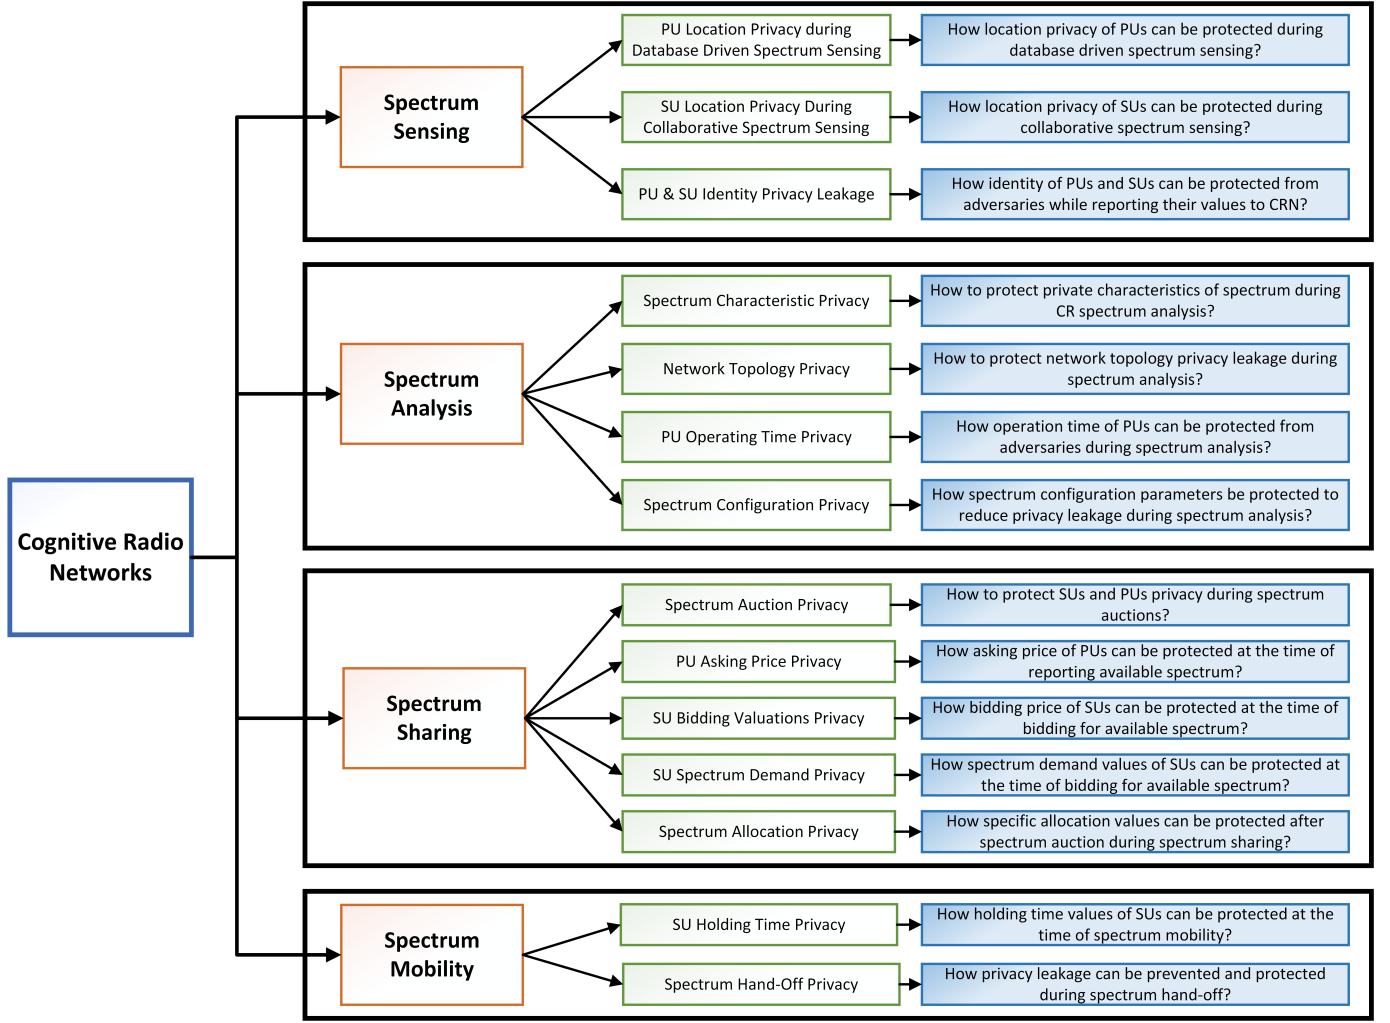 Cognitive Radio
Networks
Spectrum
Sensing
PU Location Privacy during
Database Driven Spectrum Sensing
How location privacy of PUs can be protected during
database driven spectrum sensing?
SU Location Privacy During
Collaborative Spectrum Sensing
How location privacy of SUs can be protected during
collaborative spectrum sensing?
PU & SU Identity Privacy Leakage
How identity of PUs and SUs can be protected from
adversaries while reporting their values to CRN?
Spectrum
Analysis
Spectrum Characteristic Privacy
How to protect private characteristics of spectrum during
CR spectrum analysis?
Network Topology Privacy
How to protect network topology privacy leakage during
spectrum analysis?
PU Operating Time Privacy
How operation time of PUs can be protected from
adversaries during spectrum analysis?
Spectrum Configuration Privacy
How spectrum configuration parameters be protected to
reduce privacy leakage during spectrum analysis?
Spectrum
Sharing
Spectrum Auction Privacy
How to protect SUs and PUs privacy during spectrum
auctions?
PU Asking Price Privacy
How asking price of PUs can be protected at the time of
reporting available spectrum?
SU Bidding Valuations Privacy
How bidding price of SUs can be protected at the time of
bidding for available spectrum?
SU Spectrum Demand Privacy
How spectrum demand values of SUs can be protected at
the time of bidding for available spectrum?
Spectrum Allocation Privacy
How specific allocation values can be protected after
spectrum auction during spectrum sharing?
Spectrum
Mobility
SU Holding Time Privacy
How holding time values of SUs can be protected at the
time of spectrum mobility?
Spectrum Hand-Off Privacy
How privacy leakage can be prevented and protected
during spectrum hand-off?